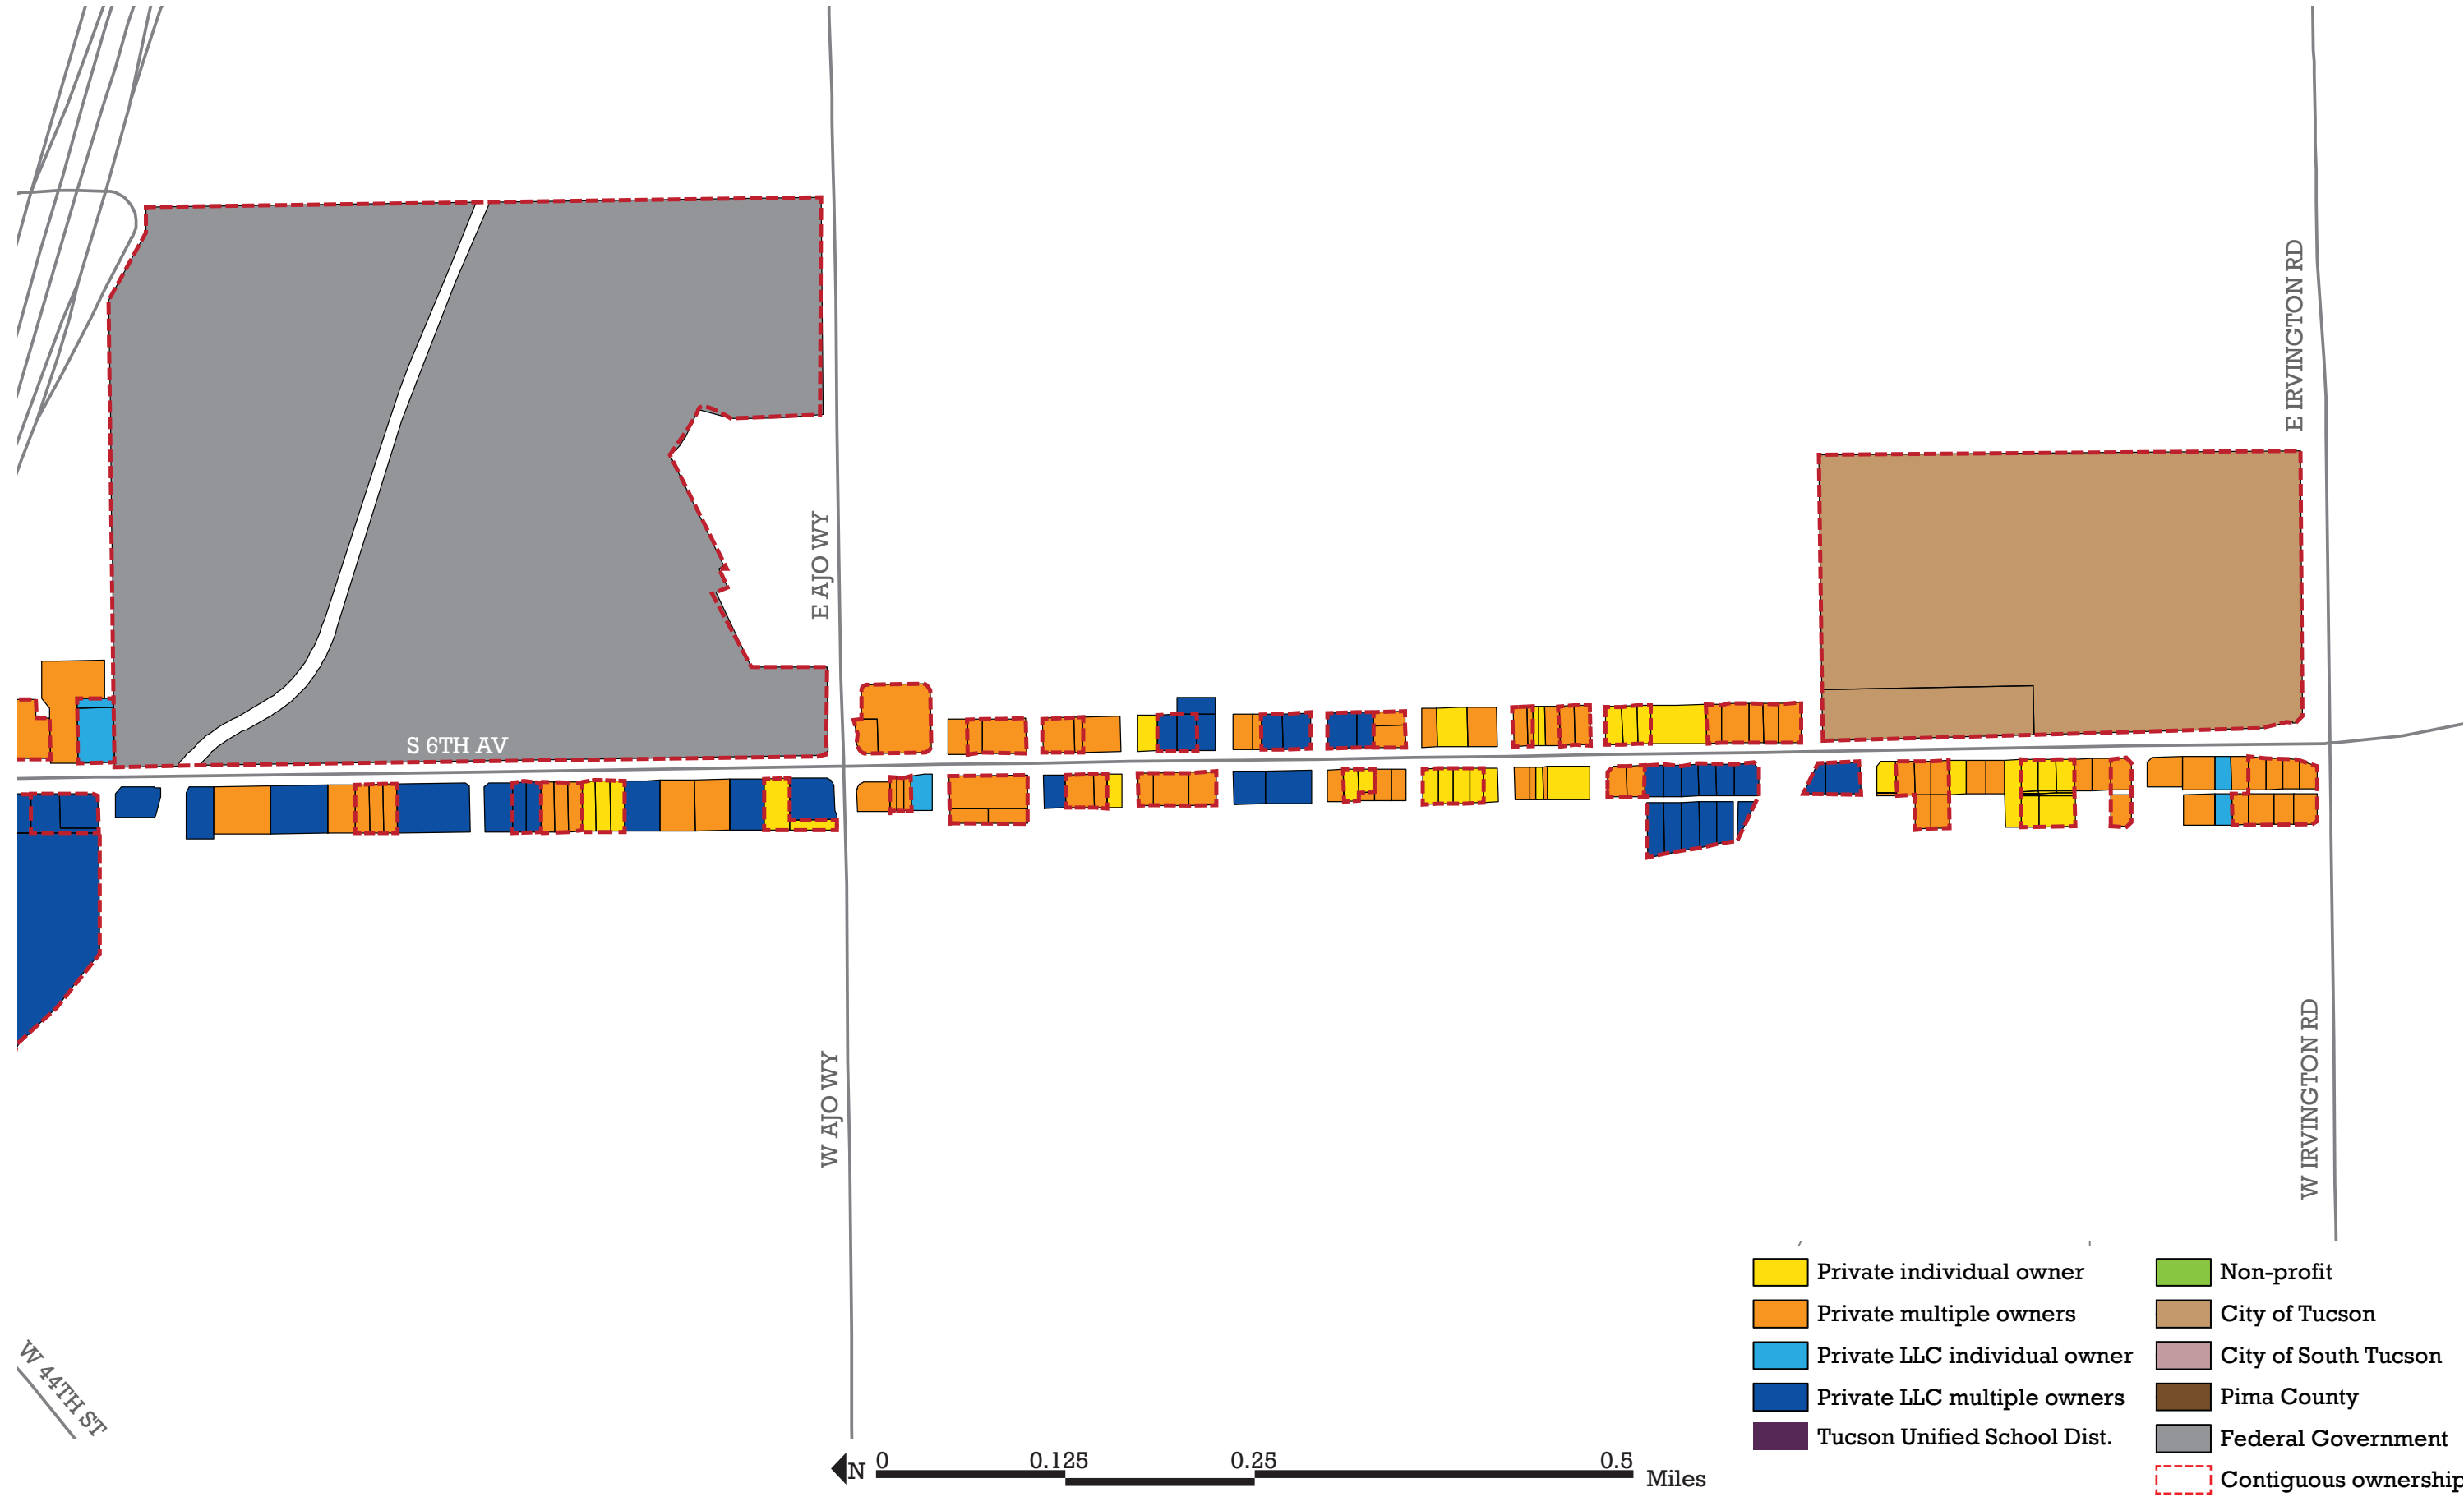 E IRVINGTON RD
E AJO WY
S 6TH AV
W AJO WY
W IRVINGTON RD
W 44TH ST
Private individual owner
Private multiple owners
Private LLC individual owner
Private LLC multiple owners
Tucson Unified School Dist.
Non-profit
City of Tucson
City of South Tucson
Pima County
Federal Government
Contiguous ownership
N 0 0.125 0.25 0.5 Miles